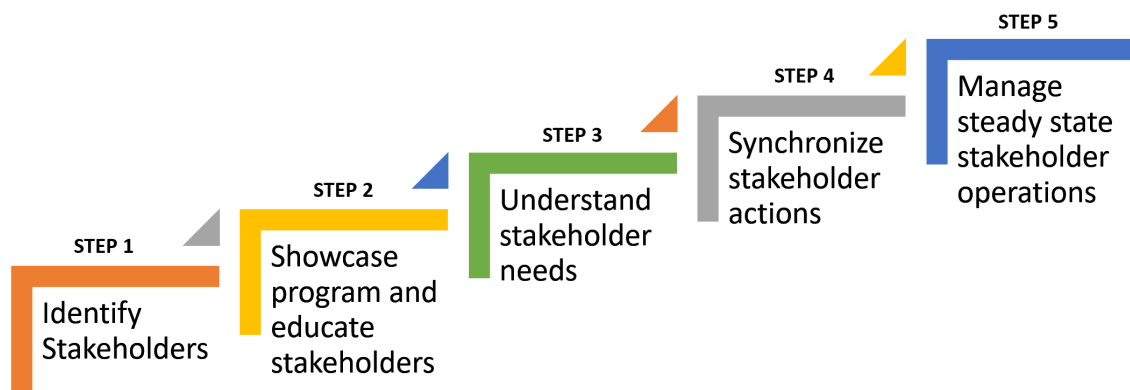 STEP 1
Identify
Stakeholders
STEP 2
Showcase
program and
educate
stakeholders
STEP 3
Understand
stakeholder
needs
STEP 4
Synchronize
stakeholder
actions
STEP 5
Manage
steady state
stakeholder
operations